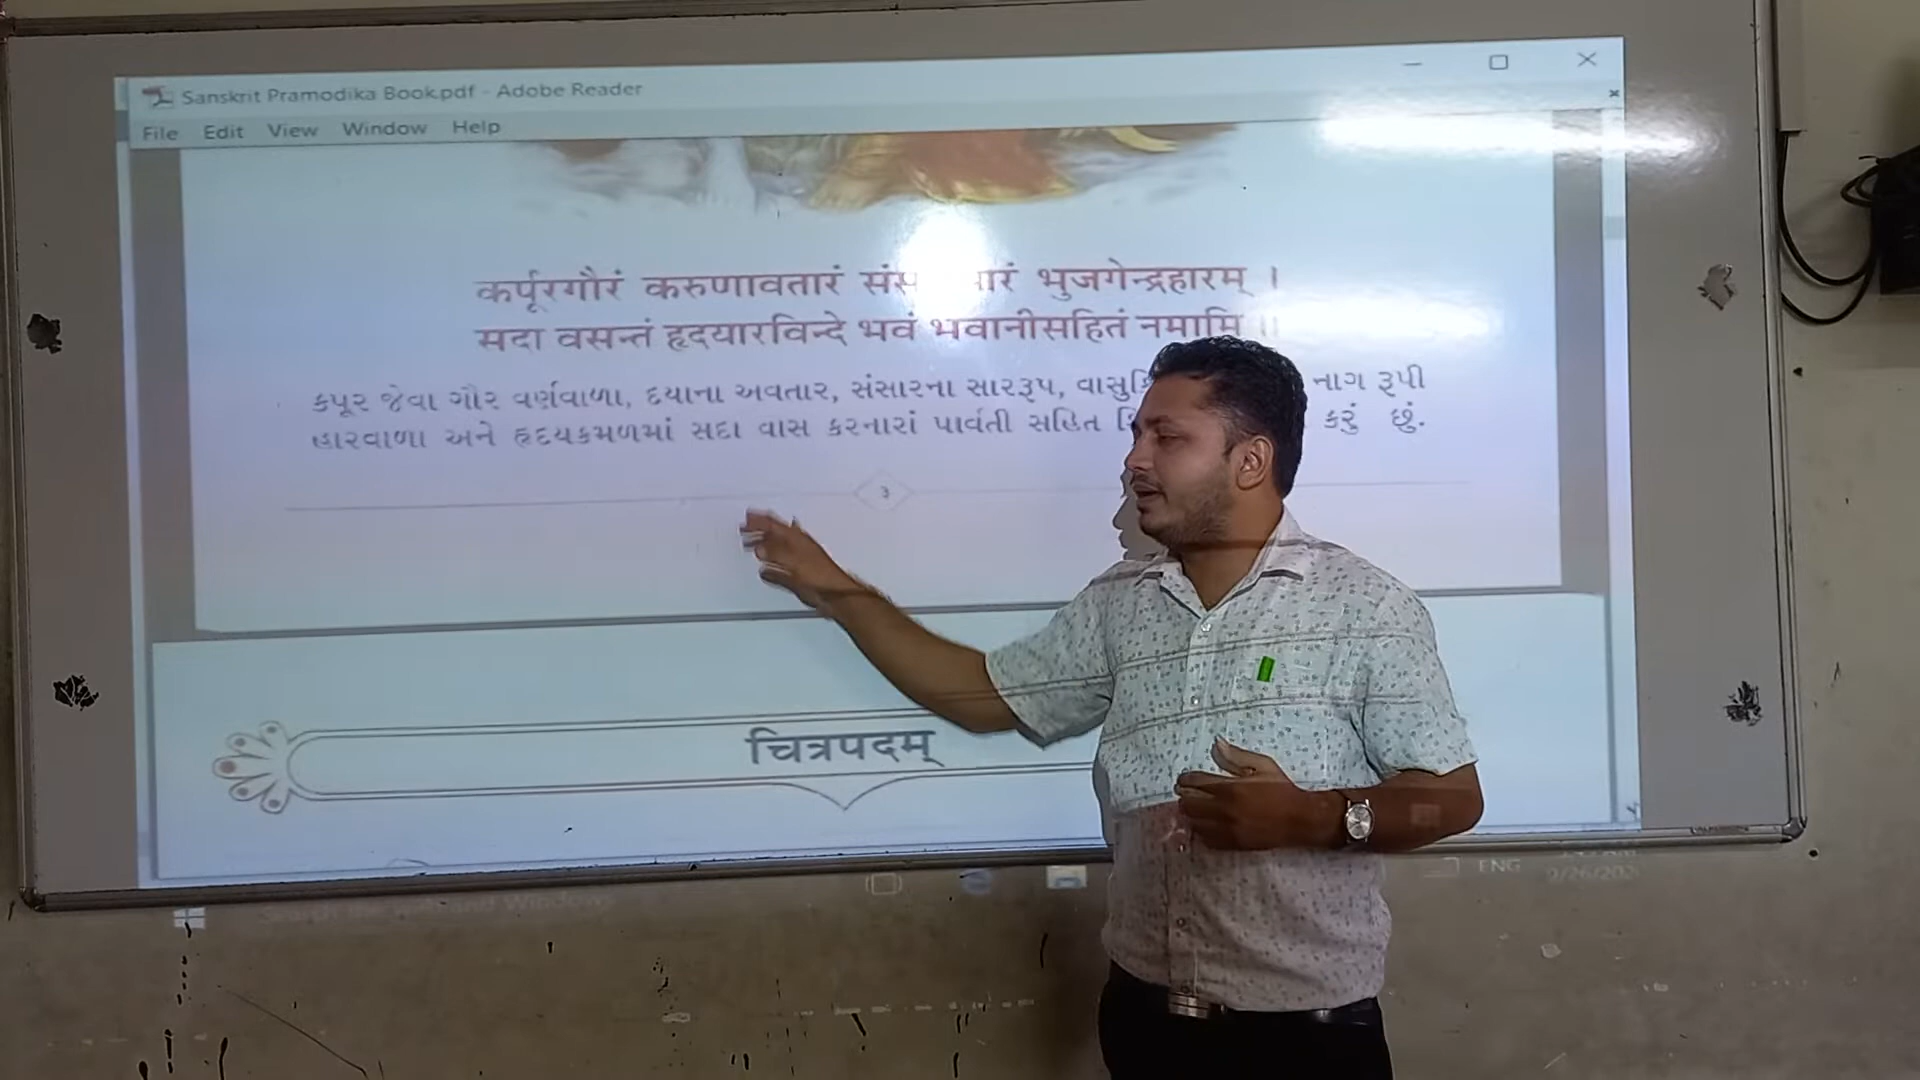 Sanskrit Pramodika Book.pdf - Adobe Reader
File Edit View Window Help
कर्पूरगौरं करुणावतारं भुजगेन्द्रहारम् ।
सदा वसन्तं हृदयारविन्दे भवं भवानीसहितं नमामि ॥
કપૂર જેવા ગૌર વર્ણવાળા, દયાના અવતાર, સંસારના સારરૂપ, નાગ રૂપી
હારવાળા અને હૃદયકમળમાં સદા વાસ કરનારાં પાર્વતી સહિત કરું છું.
३
चित्रपदम्
ENG